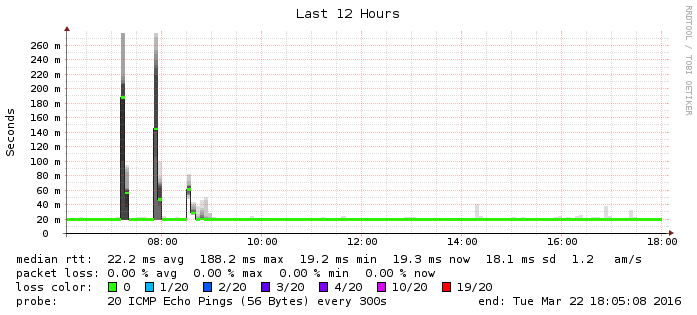 Last 12 Hours
RRDTOOL / TOBI OETIKER
Seconds
260 m
240 m
220 m
200 m
180 m
160 m
140 m
120 m
100 m
80 m
60 m
40 m
20 m
0
08:00 10:00 12:00 14:00 16:00 18:00
median rtt: 22.2 ms avg 188.2 ms max 19.2 ms min 19.3 ms now 18.1 ms sd 1.2 am/s
packet loss: 0.00 % avg 0.00 % max 0.00 % min 0.00 % now
loss color: 0 1/20 2/20 3/20 4/20 10/20 19/20
probe: 20 ICMP Echo Pings (56 Bytes) every 300s end: Tue Mar 22 18:05:08 2016